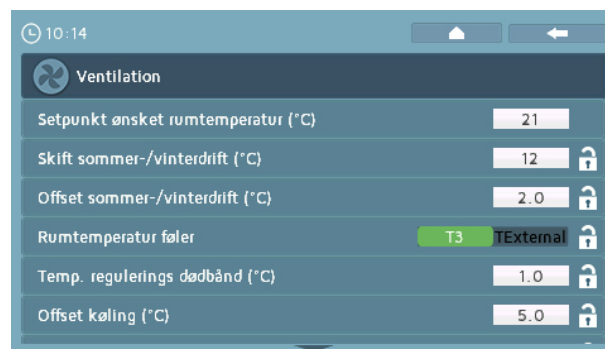 10:14
Ventilation
Setpunkt ønsket rumtemperatur (°C) 21
Skift sommer-/vinterdrift (°C) 12
Offset sommer-/vinterdrift (°C) 2.0
Rumtemperatur føler T3 TExternal
Temp. regulerings dødbånd (°C) 1.0
Offset køling (°C) 5.0